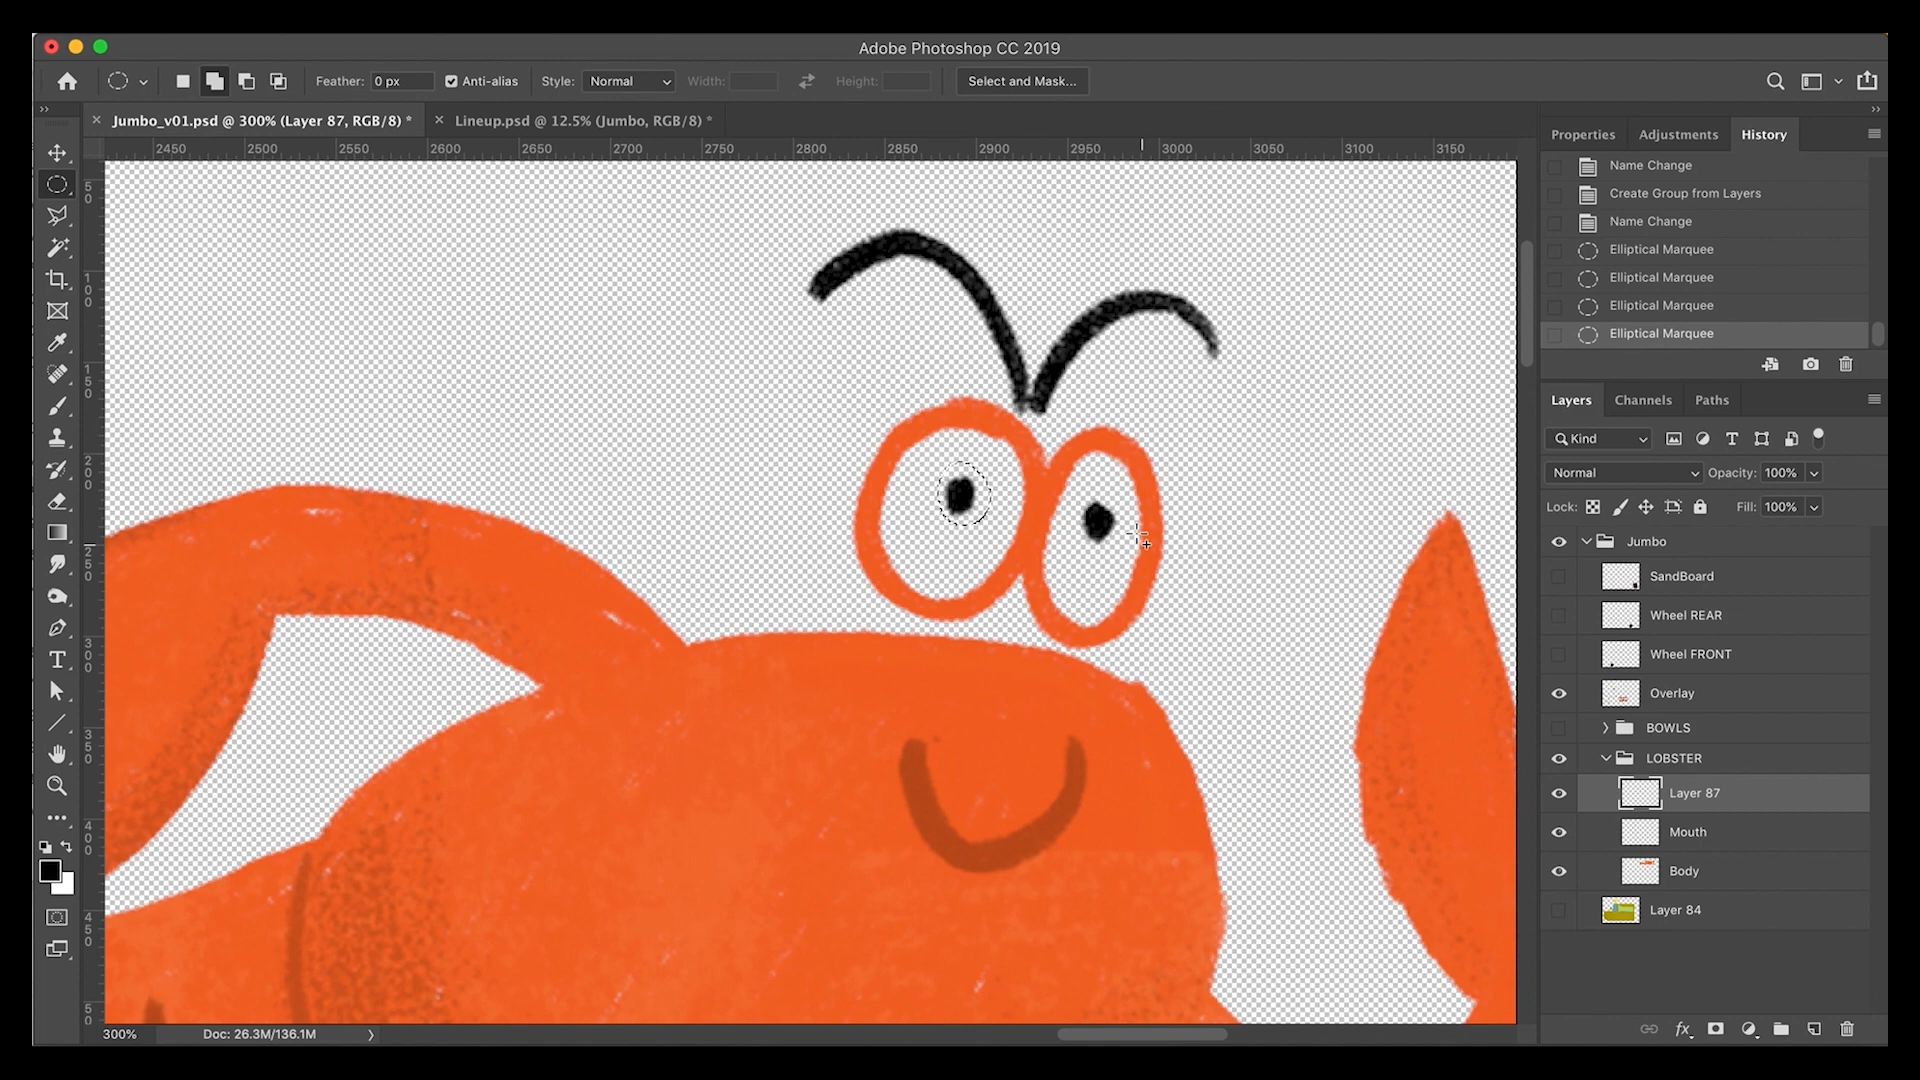 Adobe Photoshop CC 2019
Feather: 0 px Anti-alias Style: Normal Width: Height: Select and Mask...
Jumbo_v01.psd @ 300% (Layer 87, RGB/8) * Lineup.psd @ 12.5% (Jumbo, RGB/8) *
2450 2500 2550 2600 2650 2700 2750 2800 2850 2900 2950 3000 3050 3100 3150
50
100
150
200
250
300
350
400
450
50
Properties Adjustments History
Name Change
Create Group from Layers
Name Change
Elliptical Marquee
Elliptical Marquee
Elliptical Marquee
Elliptical Marquee
Layers Channels Paths
Kind
Normal Opacity: 100%
Lock: Fill: 100%
Jumbo
SandBoard
Wheel REAR
Wheel FRONT
Overlay
BOWLS
LOBSTER
Layer 87
Mouth
Body
Layer 84
fx
300% Doc: 26.3M/136.1M